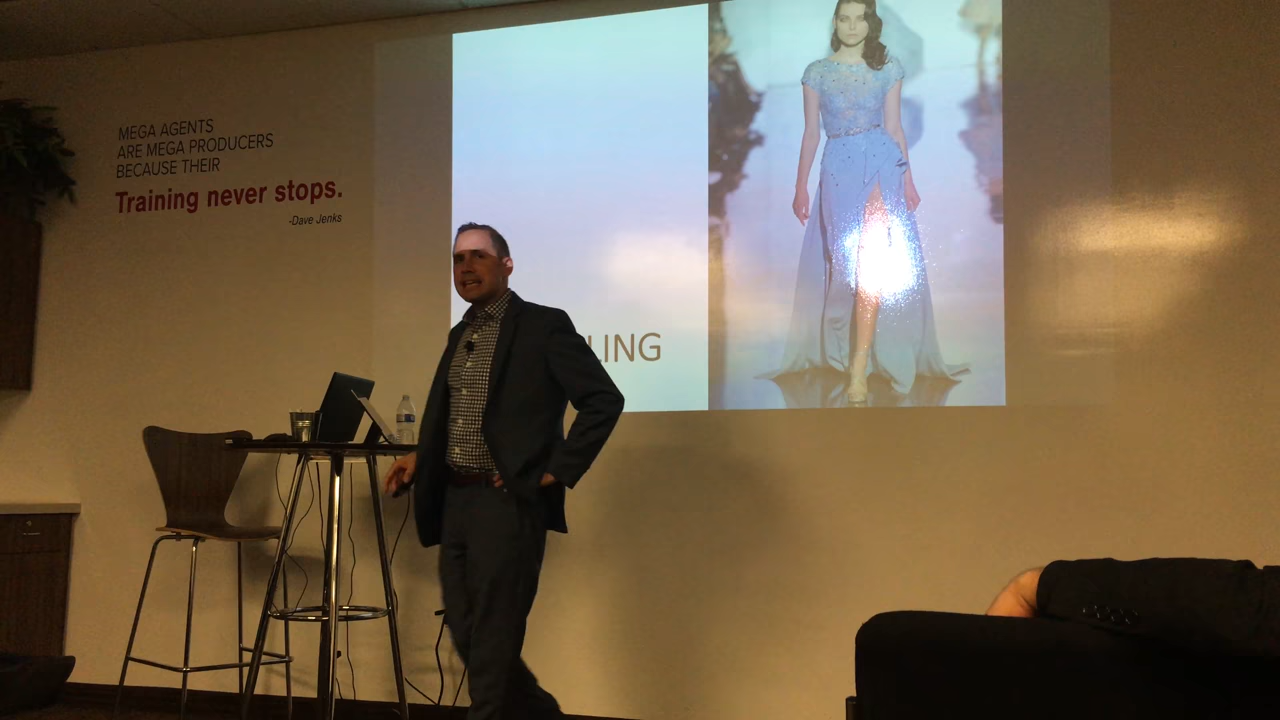 MEGA AGENTS
ARE MEGA PRODUCERS
BECAUSE THEIR
Training never stops.
-Dave Jenks
LING